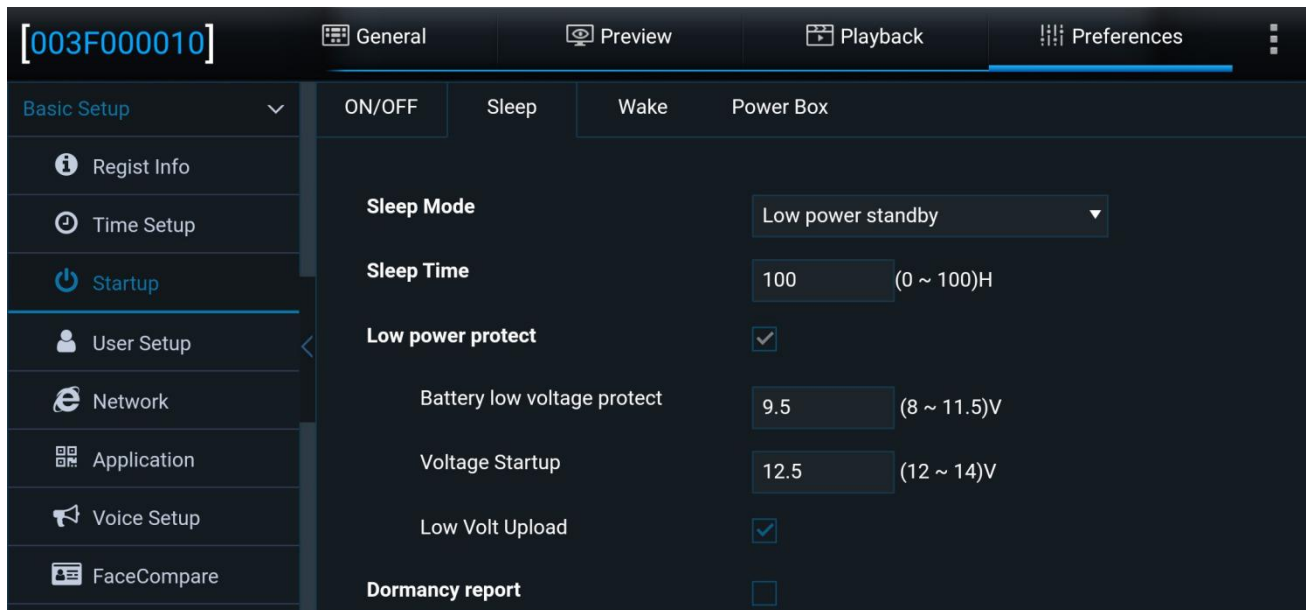 [003F000010]
General
Preview
Playback
Preferences
Basic Setup
Regist Info
Time Setup
Startup
User Setup
Network
Application
Voice Setup
FaceCompare
ON/OFF
Sleep
Wake
Power Box
Sleep Mode
Low power standby
Sleep Time
100 (0 ~ 100)H
Low power protect
Battery low voltage protect
9.5 (8 ~ 11.5)V
Voltage Startup
12.5 (12 ~ 14)V
Low Volt Upload
Dormancy report